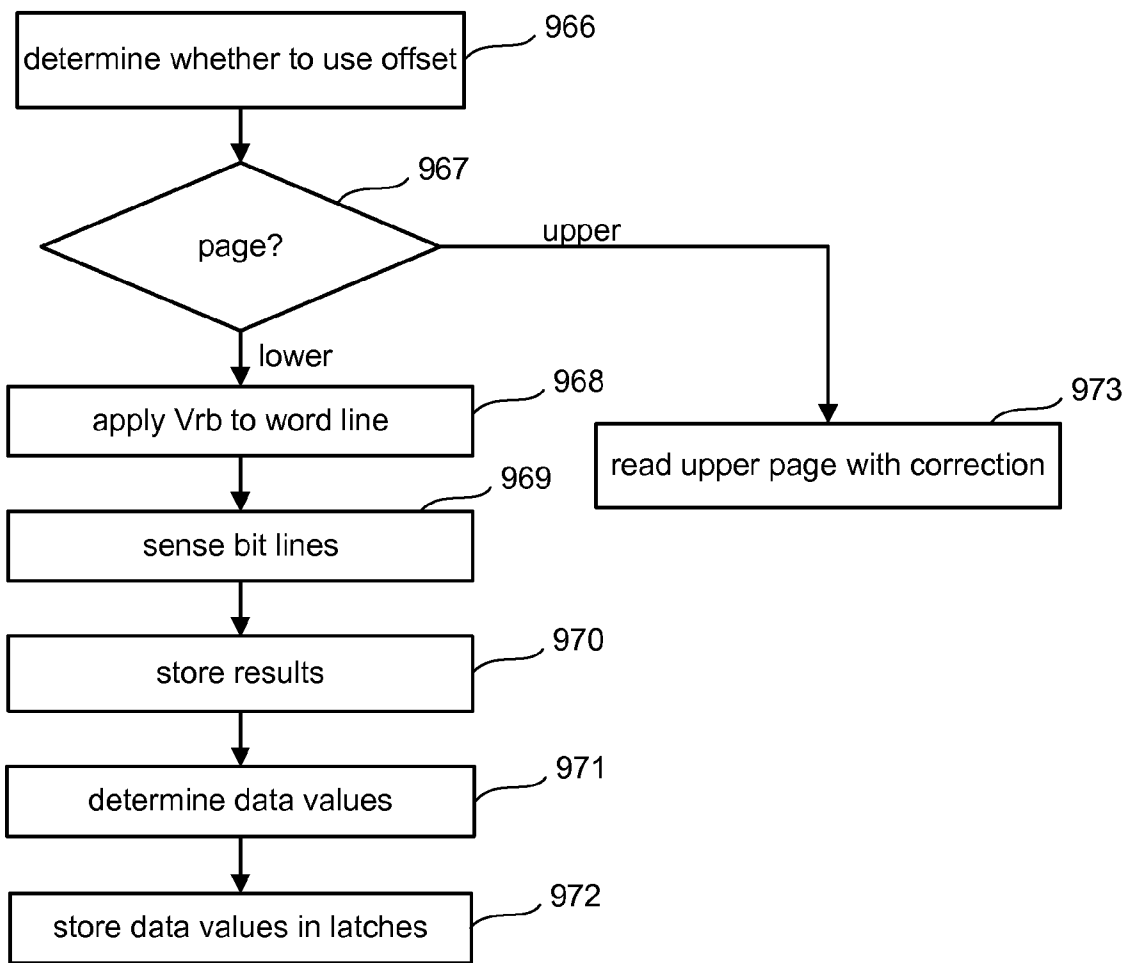 966
determine whether to use offset
967
page?
upper
lower
968
apply Vrb to word line
973
read upper page with correction
969
sense bit lines
970
store results
971
determine data values
972
store data values in latches